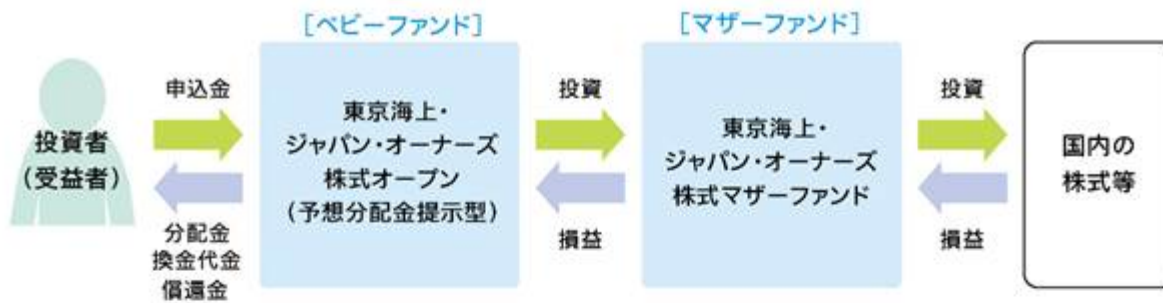 ［ベビーファンド］
［マザーファンド］
申込金
投資者
（受益者）
分配金
換金代金
償還金
東京海上・
ジャパン・オーナーズ
株式オープン
（予想分配金提示型）
投資
損益
東京海上・
ジャパン・オーナーズ
株式マザーファンド
投資
損益
国内の
株式等